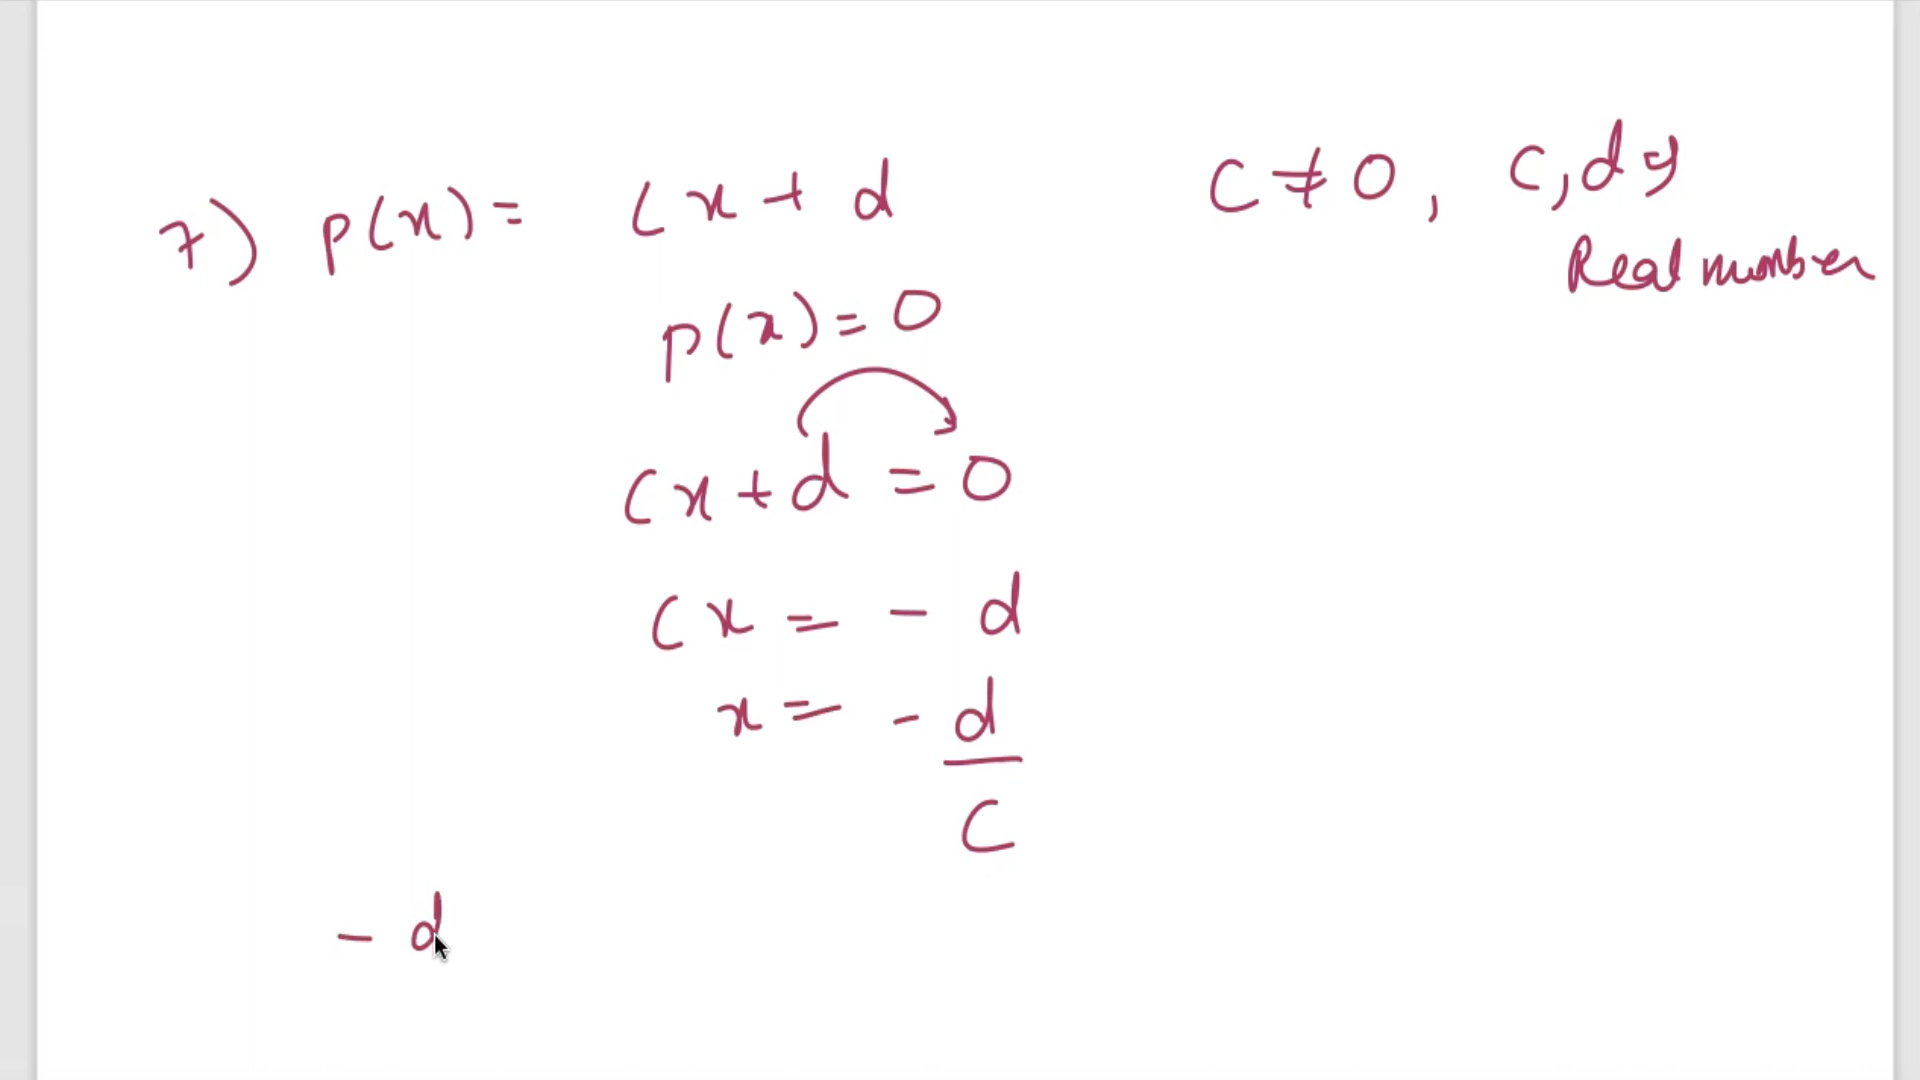 7) p(x) = cx + d c ≠ 0, c, d
Real number
p(x) = 0
cx + d = 0
cx = - d
x = - d
c
- d